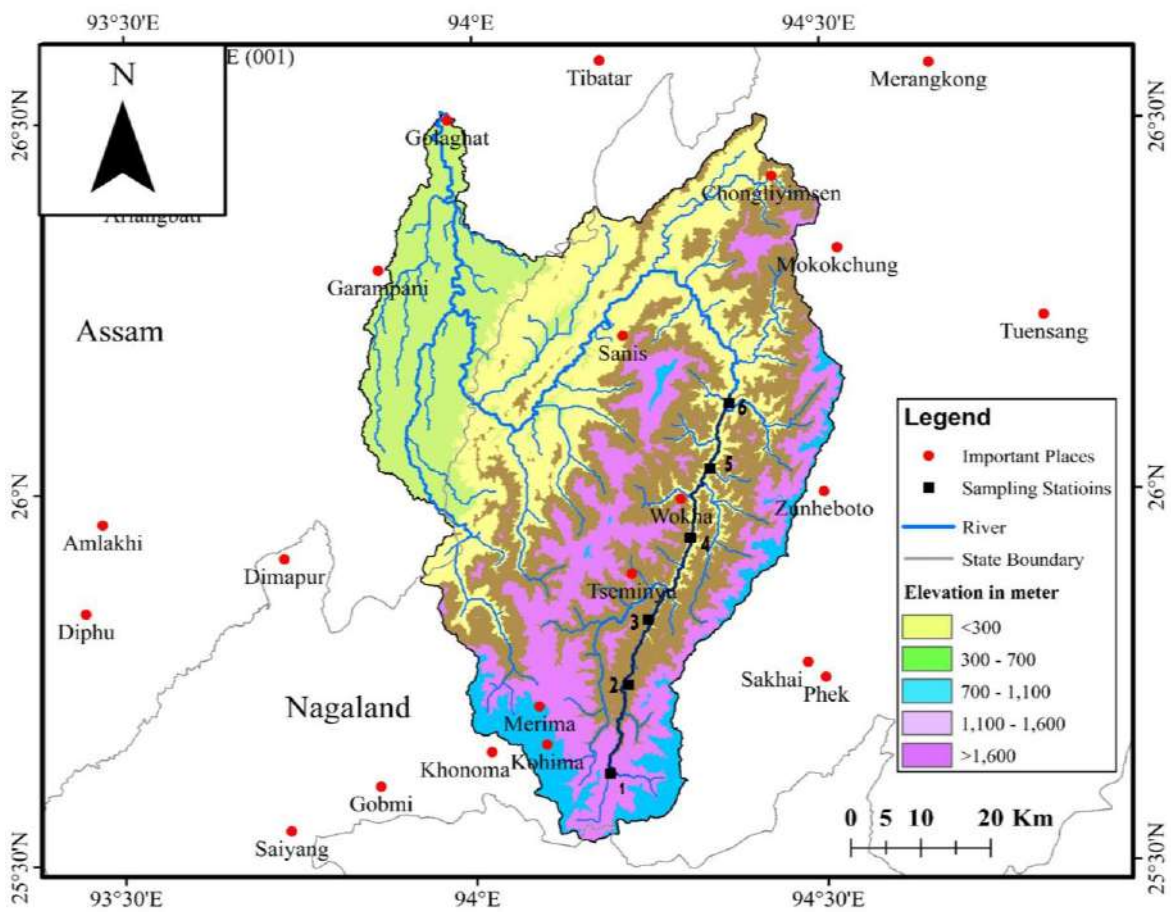 93°30'E
94°E
94°30'E
E (001)
N
Tibatar
Merangkong
26°30'N
26°30'N
Golaghat
Chongliyimsen
Mokokchung
Garampani
Assam
Tuensang
Sanis
Legend
Important Places
Sampling Statioins
River
State Boundary
Elevation in meter
<300
300 - 700
700 - 1,100
1,100 - 1,600
>1,600
6
5
26°N
26°N
Wokha
Zunheboto
4
Amlakhi
Dimapur
Tseminyu
Diphu
3
Sakhai
Phek
2
Nagaland
Merima
Khonoma
Kohima
1
Gobmi
0 5 10 20 Km
Saiyang
25°30'N
25°30'N
93°30'E
94°E
94°30'E